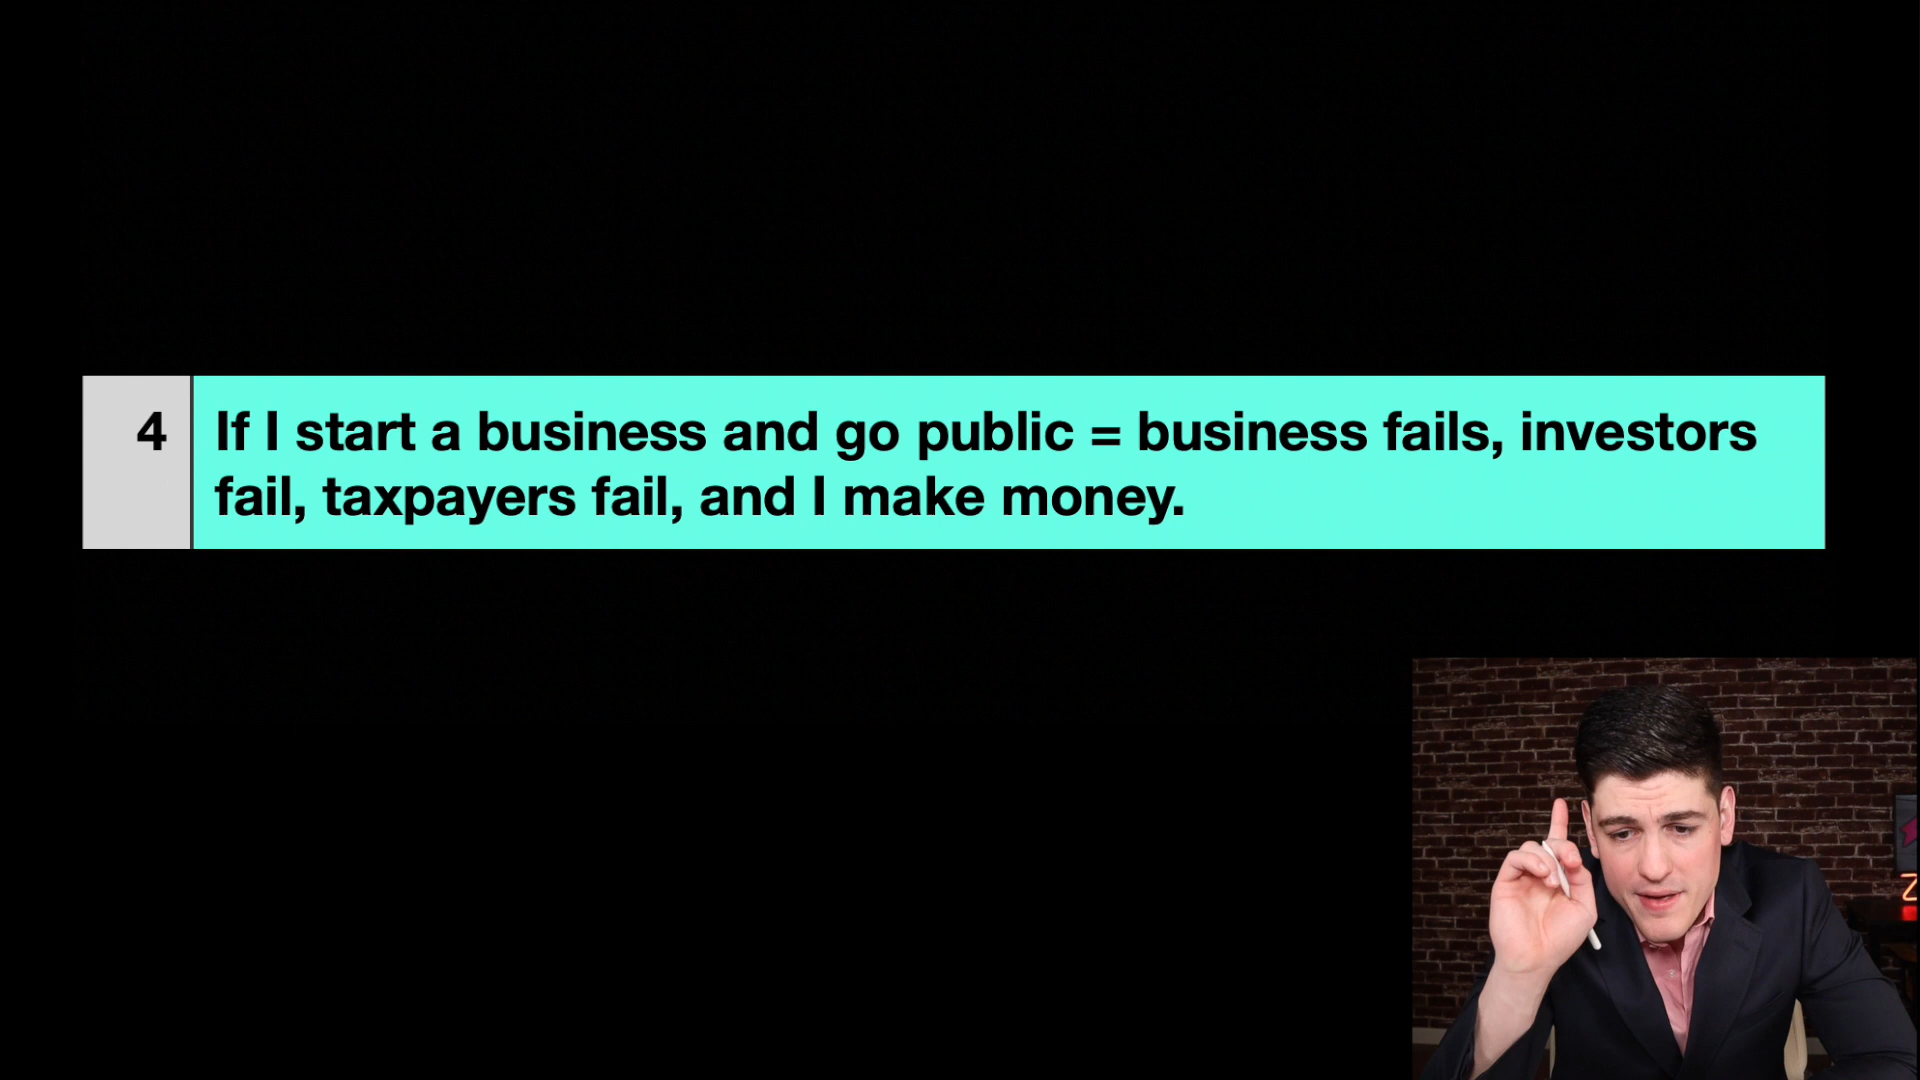 4
If I start a business and go public = business fails, investors
fail, taxpayers fail, and I make money.